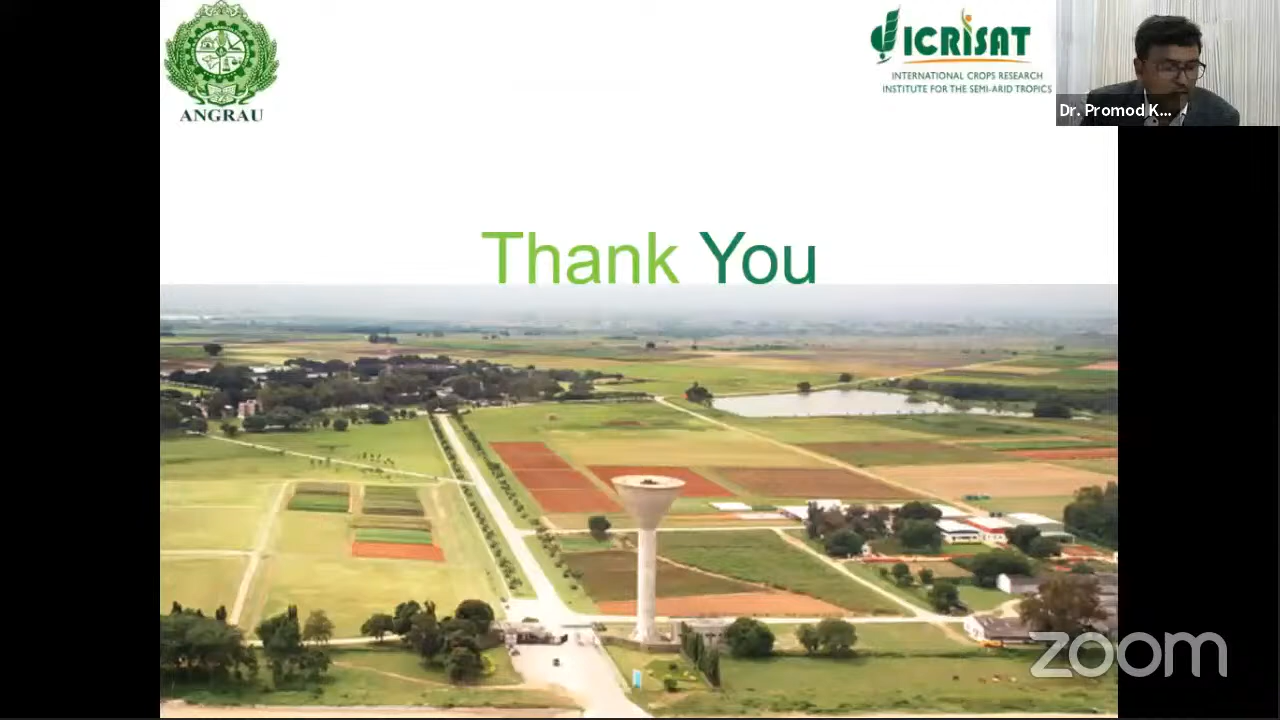 ANGRAU
ICRISAT
INTERNATIONAL CROPS RESEARCH
INSTITUTE FOR THE SEMI-ARID TROPICS
Dr. Promod K...
Thank You
zoom